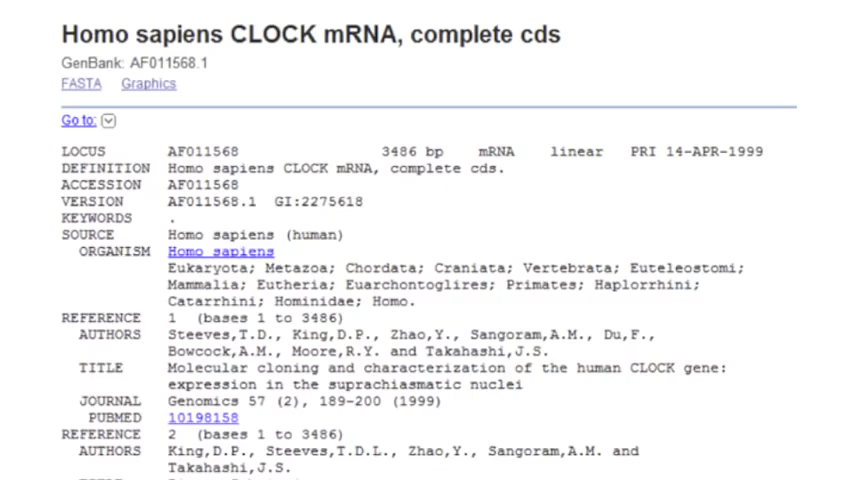 Homo sapiens CLOCK mRNA, complete cds
GenBank: AF011568.1
FASTA Graphics
Go to:
LOCUS AF011568 3486 bp mRNA linear PRI 14-APR-1999
DEFINITION Homo sapiens CLOCK mRNA, complete cds.
ACCESSION AF011568
VERSION AF011568.1 GI:2275618
KEYWORDS .
SOURCE Homo sapiens (human)
ORGANISM Homo sapiens
Eukaryota; Metazoa; Chordata; Craniata; Vertebrata; Euteleostomi;
Mammalia; Eutheria; Euarchontoglires; Primates; Haplorrhini;
Catarrhini; Hominidae; Homo.
REFERENCE 1 (bases 1 to 3486)
AUTHORS Steeves,T.D., King,D.P., Zhao,Y., Sangoram,A.M., Du,F.,
Bowcock,A.M., Moore,R.Y. and Takahashi,J.S.
TITLE Molecular cloning and characterization of the human CLOCK gene:
expression in the suprachiasmatic nuclei
JOURNAL Genomics 57 (2), 189-200 (1999)
PUBMED 10198158
REFERENCE 2 (bases 1 to 3486)
AUTHORS King,D.P., Steeves,T.D.L., Zhao,Y., Sangoram,A.M. and
Takahashi,J.S.